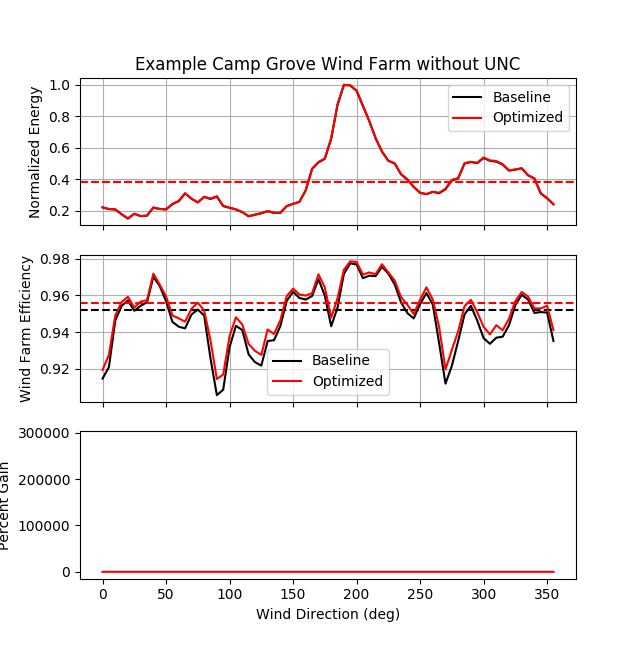 Example Camp Grove Wind Farm without UNC
Normalized Energy
1.0
0.8
0.6
0.4
0.2
Baseline
Optimized
Wind Farm Efficiency
0.98
0.96
0.94
0.92
Baseline
Optimized
Percent Gain
300000
200000
100000
0
0 50 100 150 200 250 300 350
Wind Direction (deg)